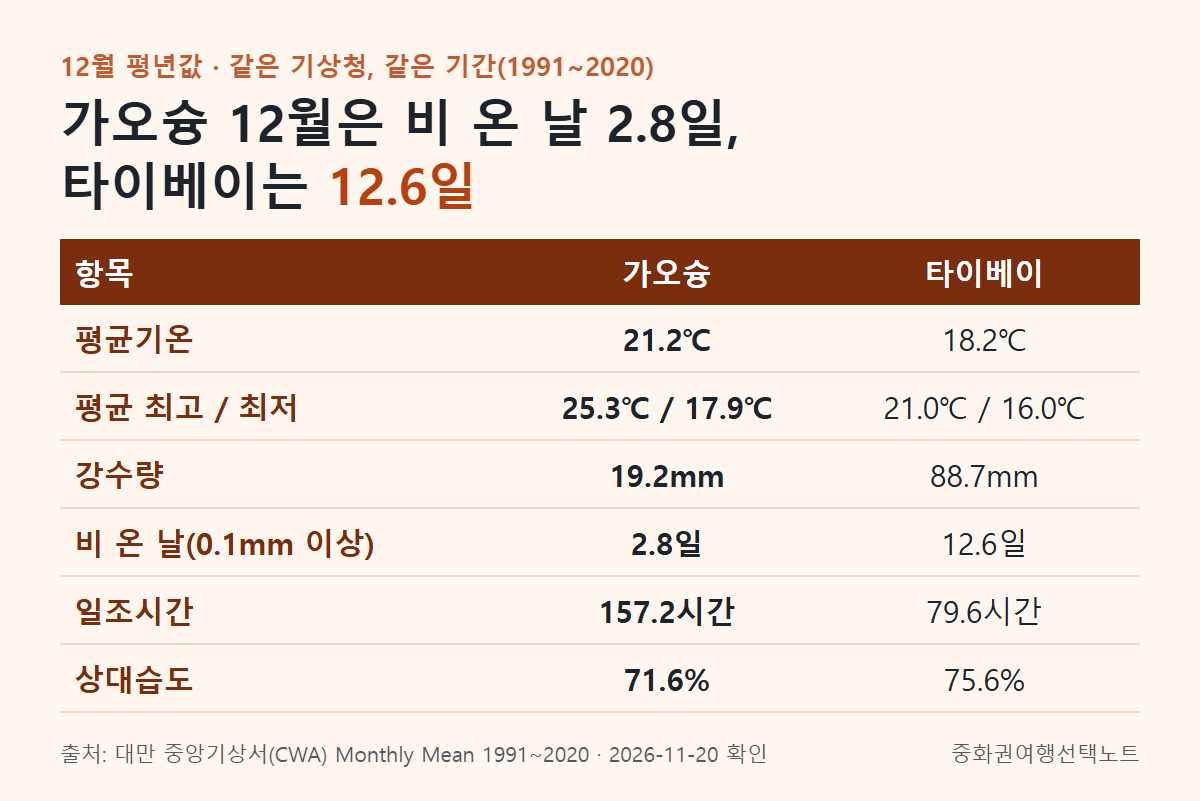 12월 평년값 · 같은 기상청, 같은 기간(1991~2020)
가오슝 12월은 비 온 날 2.8일,
타이베이는 12.6일
항목 가오슝 타이베이
평균기온 21.2℃ 18.2℃
평균 최고 / 최저 25.3℃ / 17.9℃ 21.0℃ / 16.0℃
강수량 19.2mm 88.7mm
비 온 날(0.1mm 이상) 2.8일 12.6일
일조시간 157.2시간 79.6시간
상대습도 71.6% 75.6%
출처: 대만 중앙기상서(CWA) Monthly Mean 1991~2020 · 2026-11-20 확인 중화권여행선택노트